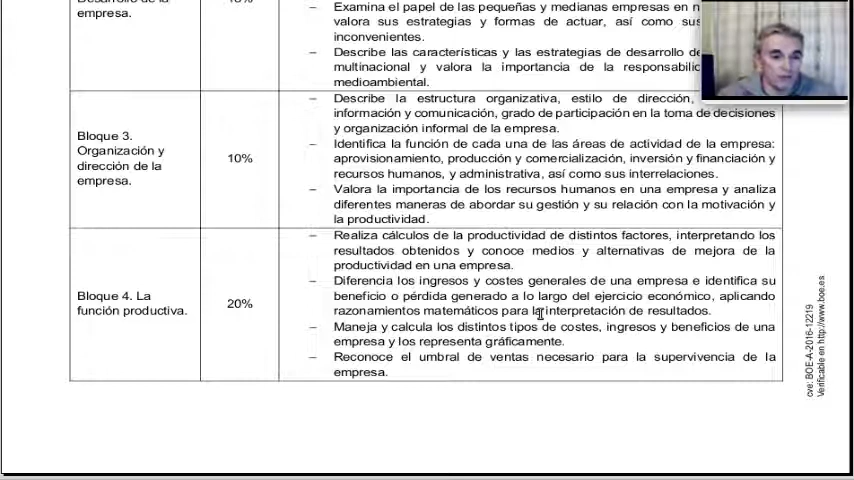 Desarrollo de la
empresa.
Examina el papel de las pequeñas y medianas empresas en
valora sus estrategias y formas de actuar, así como sus
inconvenientes.
– Describe las características y las estrategias de desarrollo de
multinacional y valora la importancia de la
medioambiental.
Bloque 3.
Organización y
dirección de la
empresa.
10%
– Describe la estructura organizativa, estilo de dirección,
información y comunicación, grado de participación en la toma de decisiones
y organización informal de la empresa.
– Identifica la función de cada una de las áreas de actividad de la empresa:
aprovisionamiento, producción y comercialización, inversión y financiación y
recursos humanos, y administrativa, así como sus interrelaciones.
– Valora la importancia de los recursos humanos en una empresa y analiza
diferentes maneras de abordar su gestión y su relación con la motivación y
la productividad.
Bloque 4. La
función productiva.
20%
– Realiza cálculos de la productividad de distintos factores, interpretando los
resultados obtenidos y conoce medios y alternativas de mejora de la
productividad en una empresa.
– Diferencia los ingresos y costes generales de una empresa e identifica su
beneficio o pérdida generado a lo largo del ejercicio económico, aplicando
razonamientos matemáticos para la interpretación de resultados.
– Maneja y calcula los distintos tipos de costes, ingresos y beneficios de una
empresa y los representa gráficamente.
– Reconoce el umbral de ventas necesario para la supervivencia de la
empresa.
cve: BOE-A-2016-12219
Verificable en http://www.boe.es